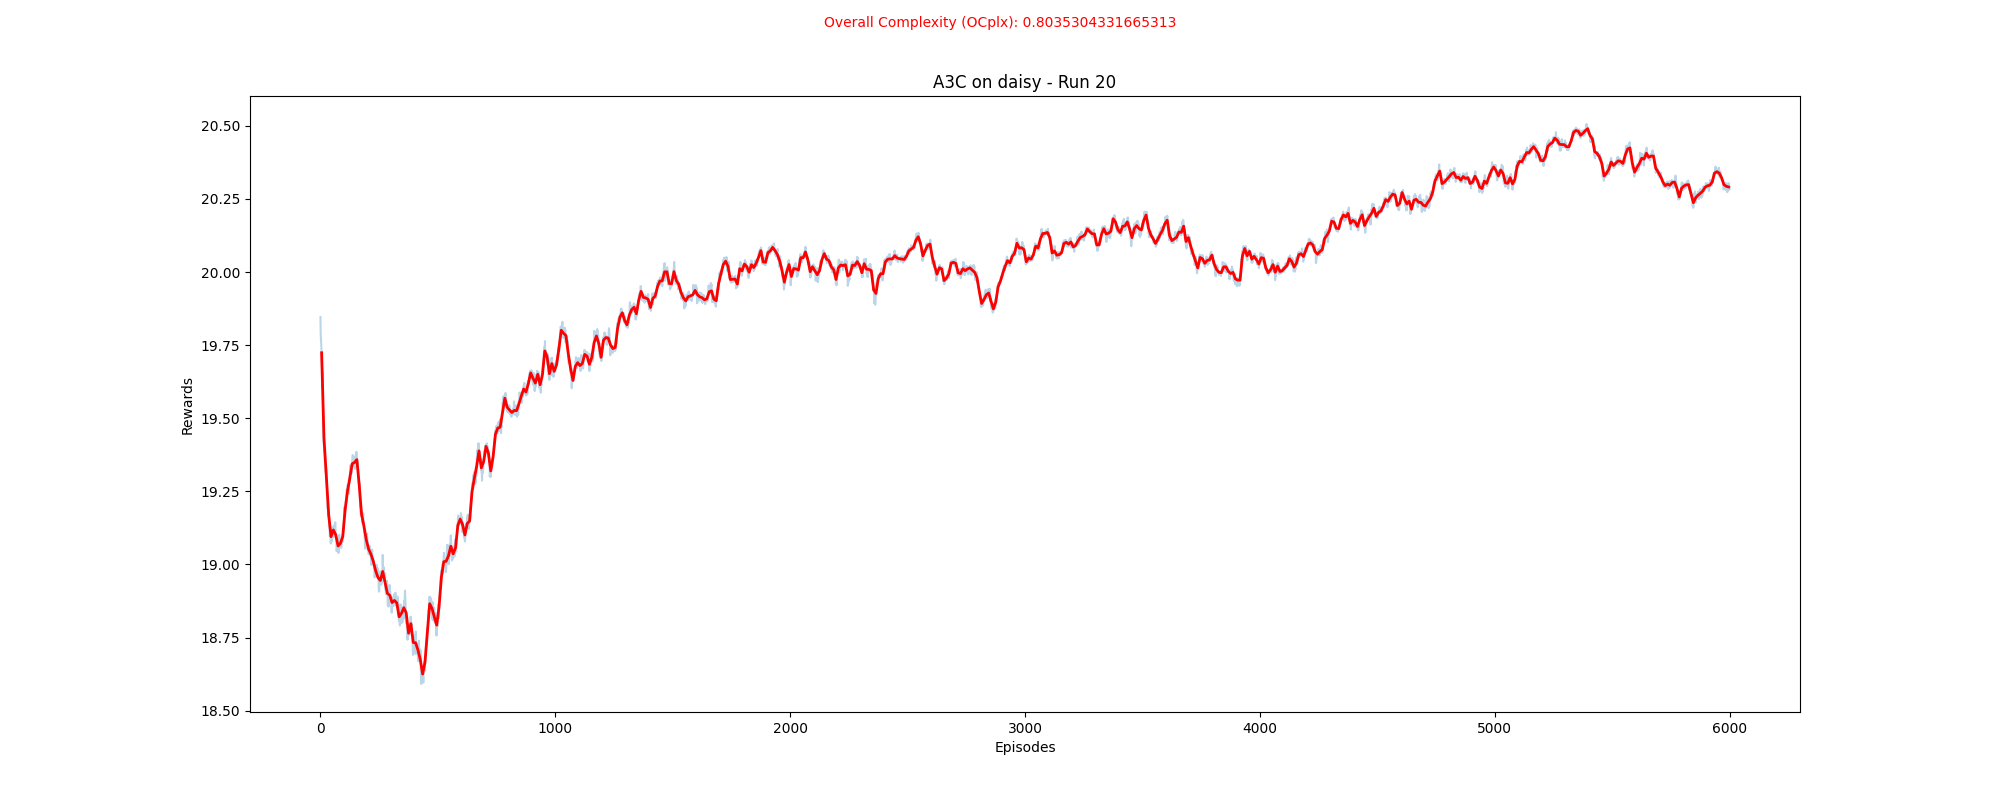 Overall Complexity (OCplx): 0.8035304331665313
A3C on daisy - Run 20
20.50
20.25
20.00
19.75
19.50
19.25
19.00
18.75
18.50
Rewards
0 1000 2000 3000 4000 5000 6000
Episodes